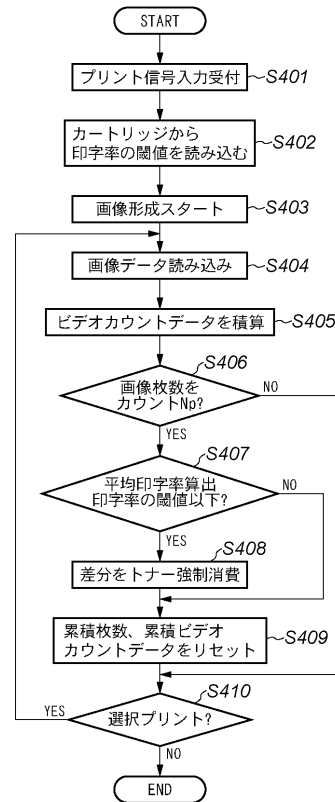 START
プリント信号入力受付
S401
カートリッジから
印字率の閾値を読み込む
S402
画像形成スタート
S403
画像データ読み込み
S404
ビデオカウントデータを積算
S405
S406
画像枚数を
カウントNp?
NO
YES
S407
平均印字率算出
印字率の閾値以下?
NO
YES
S408
差分をトナー強制消費
累積枚数、累積ビデオ
カウントデータをリセット
S409
S410
YES
選択プリント?
NO
END